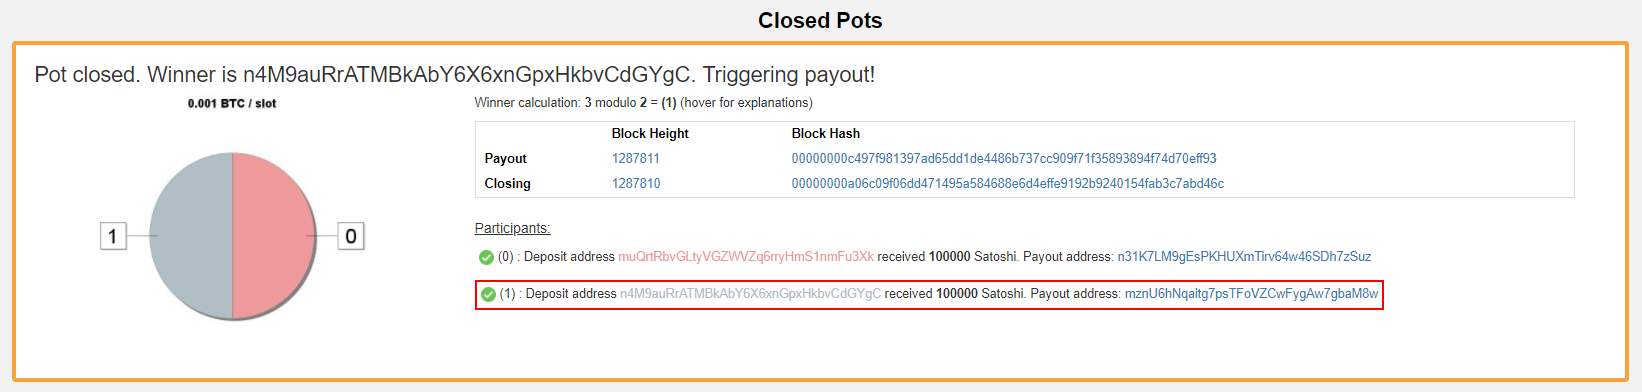 Closed Pots
Pot closed. Winner is n4M9auRrATMBkAbY6X6xnGpxHkbvCdGYgC. Triggering payout!
0.001 BTC / slot
1
0
Winner calculation: 3 modulo 2 = (1) (hover for explanations)
Block Height Block Hash
Payout 1287811 00000000c497f981397ad65dd1de4486b737cc909f71f35893894f74d70eff93
Closing 1287810 00000000a06c09f06dd471495a584688e6d4effe9192b9240154fab3c7abd46c
Participants:
(0) : Deposit address muQrtRbvGLtyVGZWVZq6rryHmS1nmFu3Xk received 100000 Satoshi. Payout address: n31K7LM9gEsPKHUXmTirv64w46SDh7zSuz
(1) : Deposit address n4M9auRrATMBkAbY6X6xnGpxHkbvCdGYgC received 100000 Satoshi. Payout address: mznU6hNqaitg7psTFoVZCwFygAw7gbaM8w